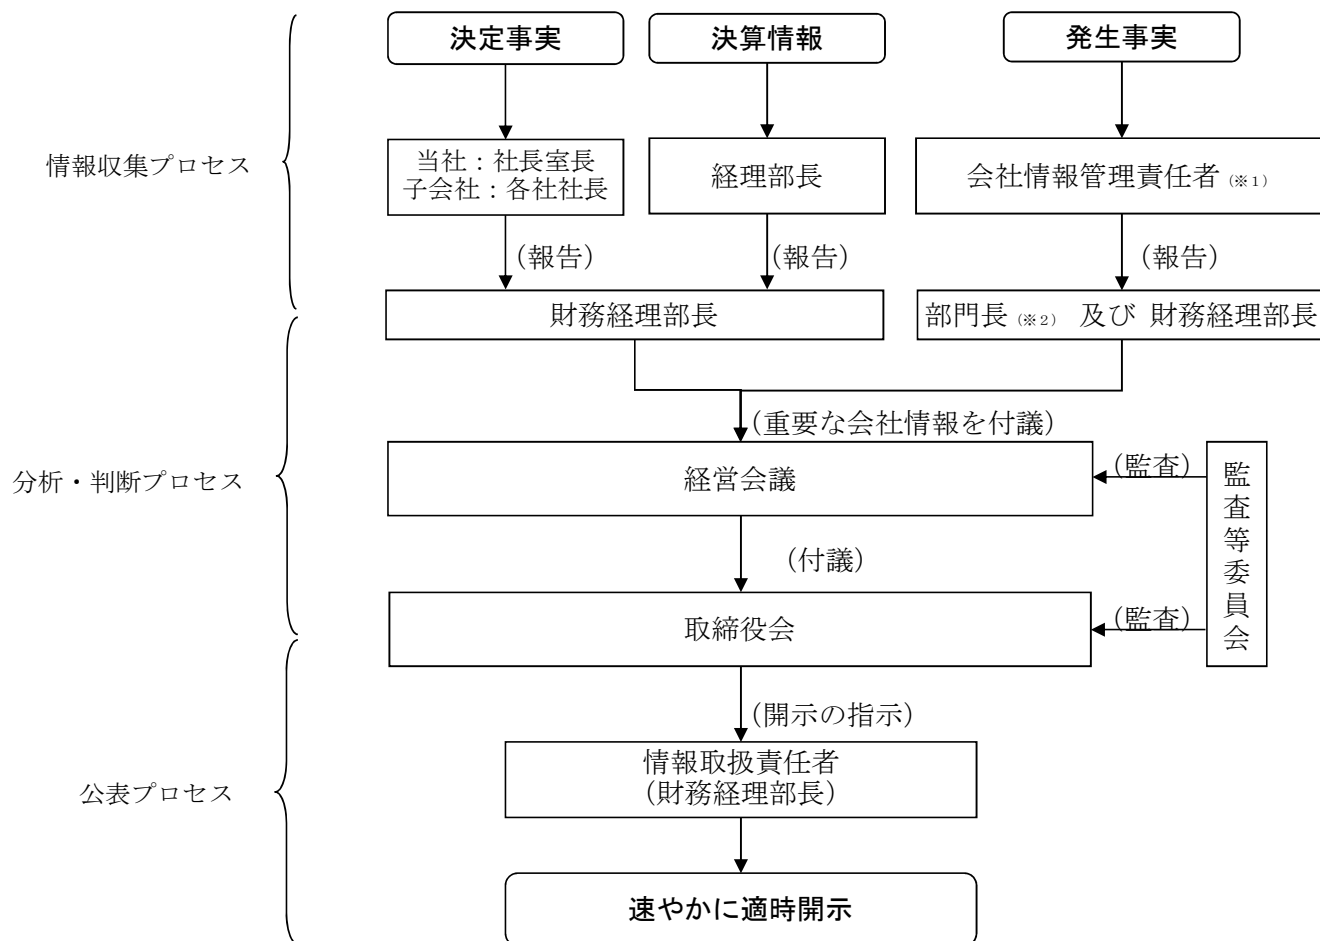 決定事実
決算情報
発生事実
情報収集プロセス
当社：社長室長
子会社：各社社長
経理部長
会社情報管理責任者（※1）
（報告）
（報告）
（報告）
財務経理部長
部門長（※2） 及び 財務経理部長
（重要な会社情報を付議）
分析・判断プロセス
経営会議
（監査）
監査等委員会
（付議）
取締役会
（監査）
（開示の指示）
公表プロセス
情報取扱責任者
（財務経理部長）
速やかに適時開示